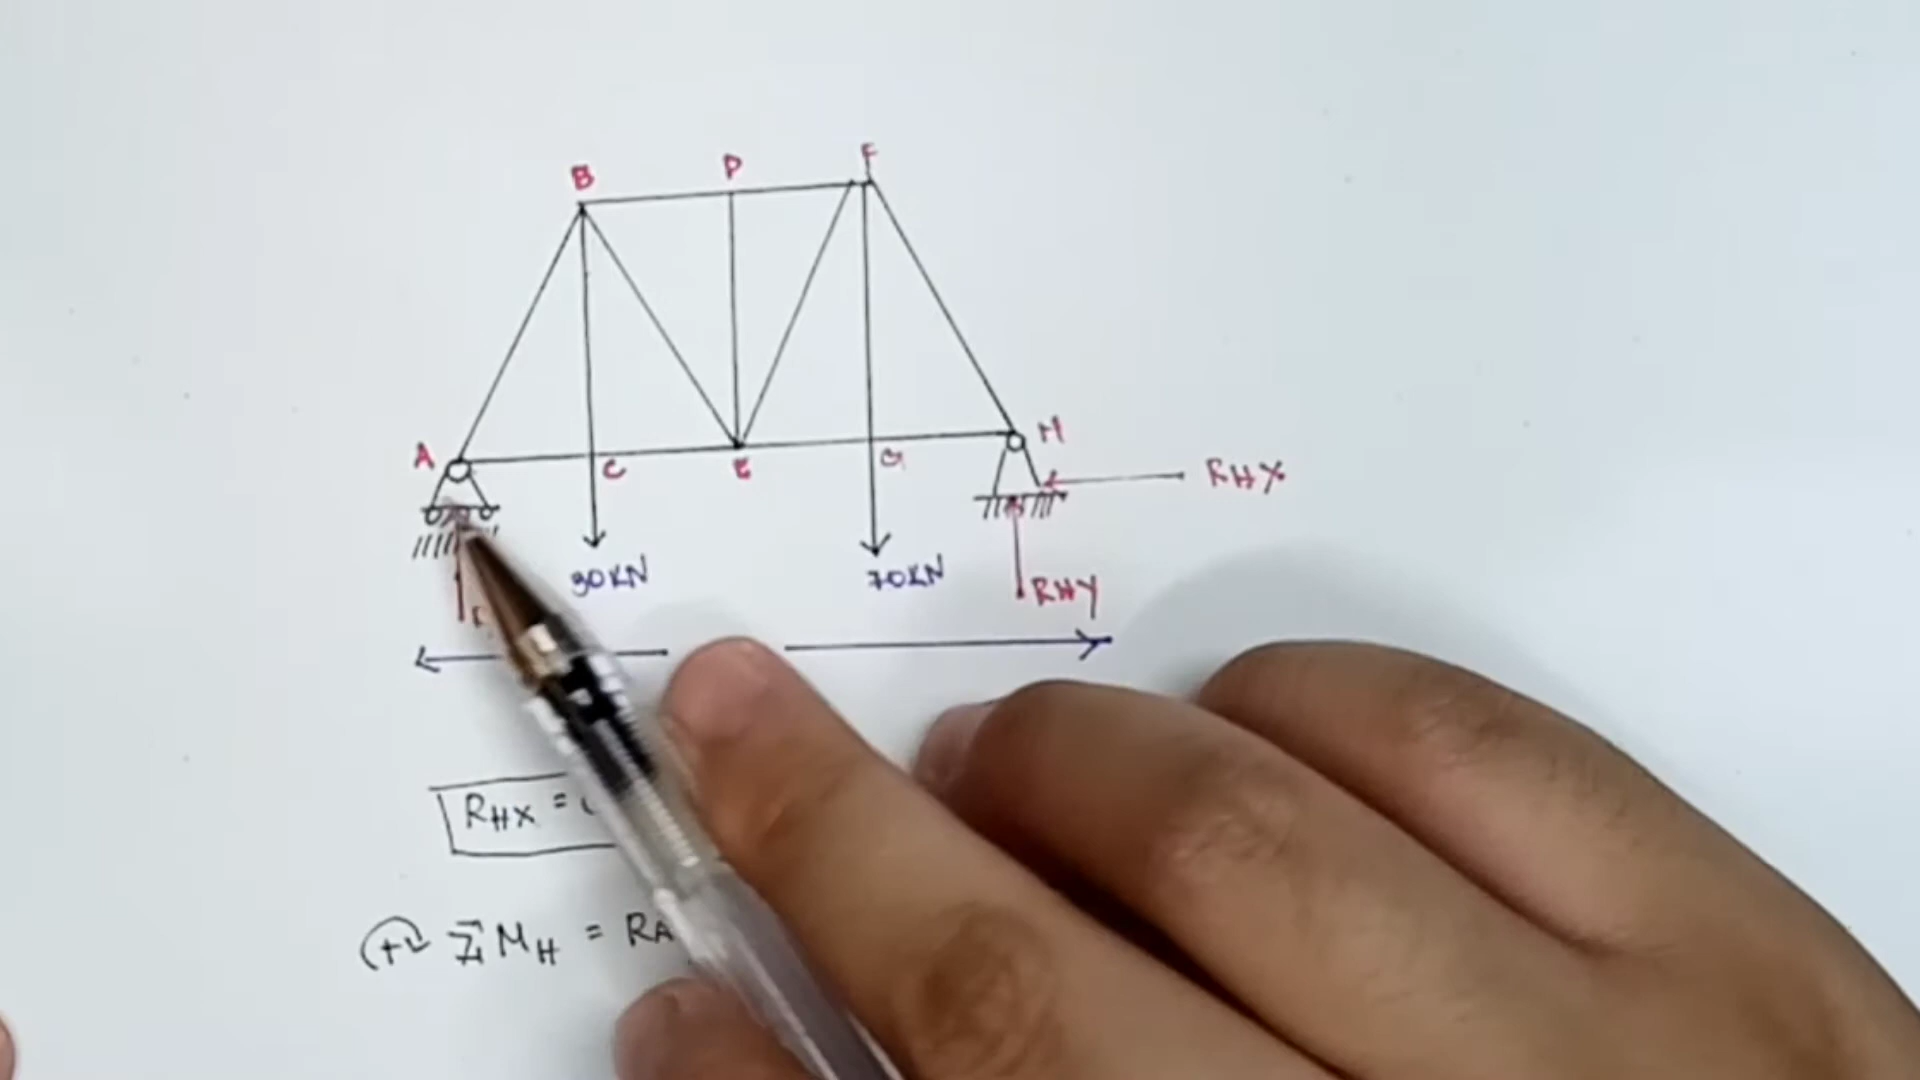 B D F
A C E G H
RHX
30KN 70KN RHY
RHX =
(+ ΣMH = RA